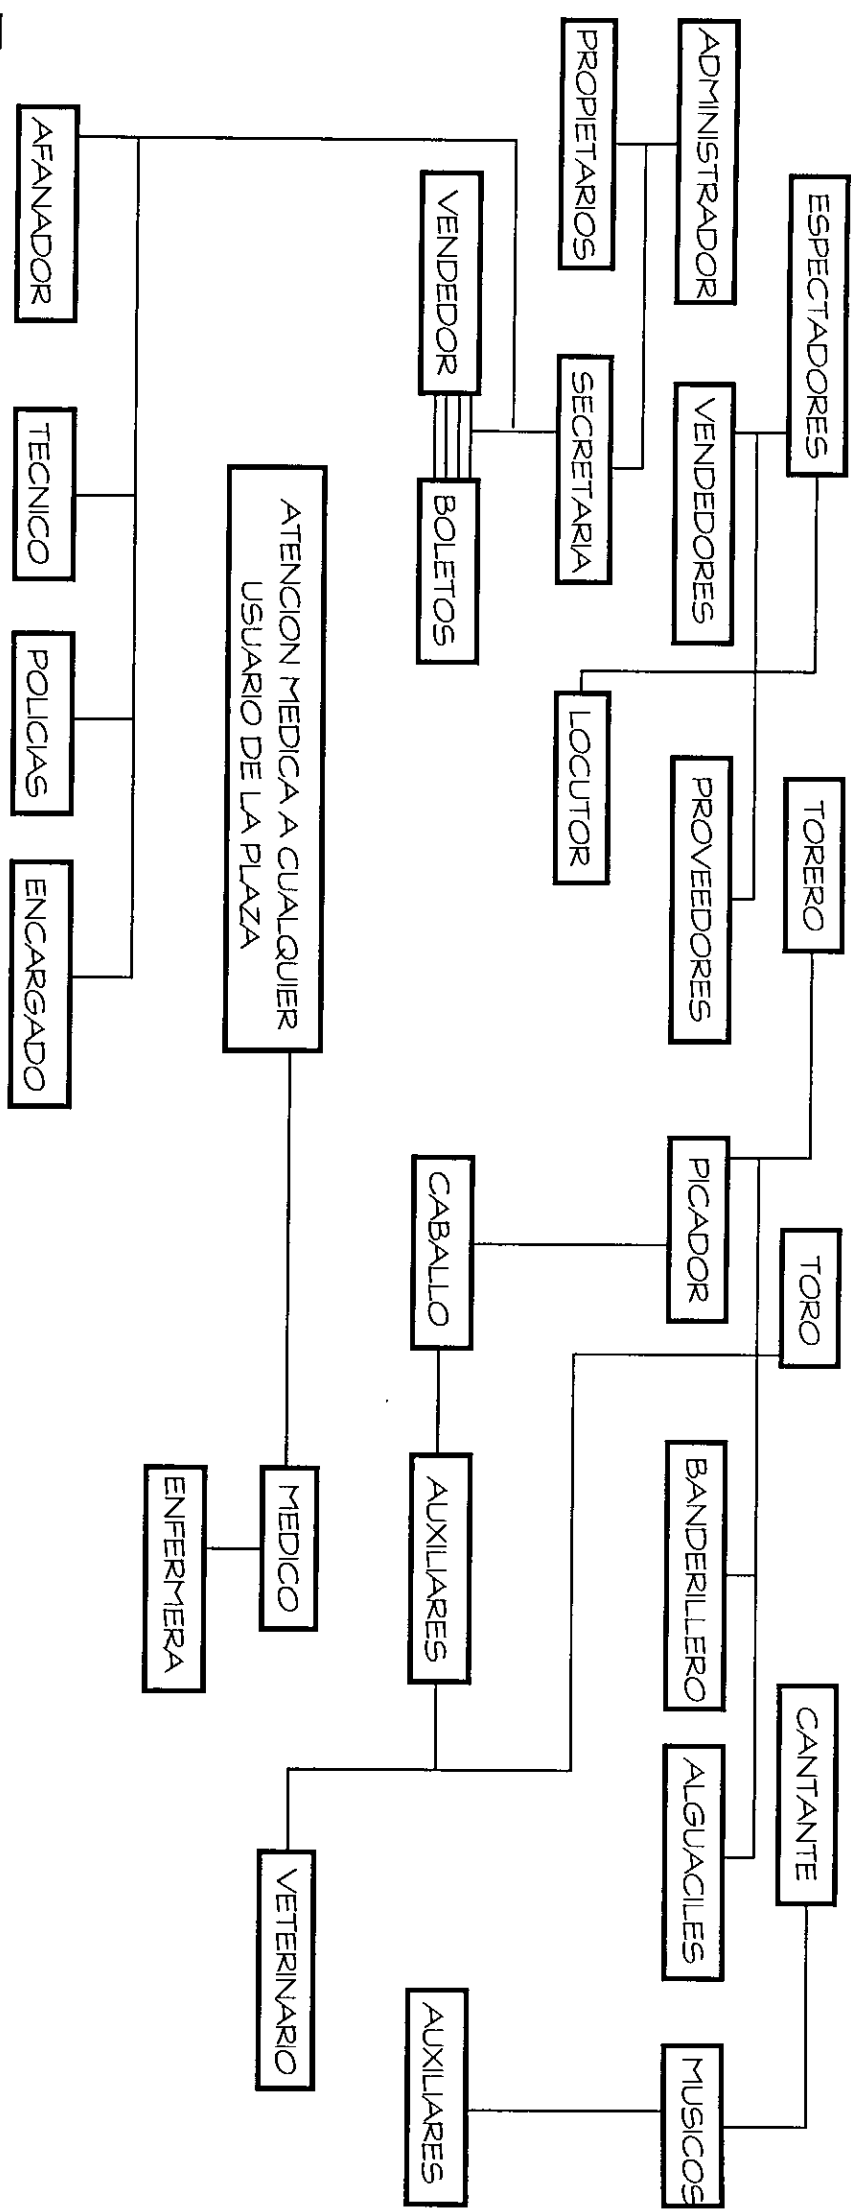 ESPECTADORES
TORERO
TORO
CANTANTE
ADMINISTRADOR
VENDEDORES
PROVEEDORES
PICADOR
BANDERILLERO
ALGUACILES
MUSICOS
PROPIETARIOS
SECRETARIA
LOCUTOR
VENDEDOR
BOLETOS
CABALLO
AUXILIARES
AUXILIARES
ATENCION MEDICA A CUALQUIER
USUARIO DE LA PLAZA
MEDICO
VETERINARIO
ENFERMERA
AFANADOR
TECNICO
POLICIAS
ENCARGADO